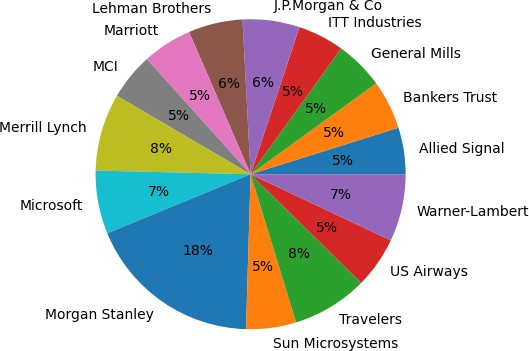 Lehman Brothers
J.P.Morgan & Co
ITT Industries
Marriott
General Mills
MCI
Bankers Trust
Merrill Lynch
Allied Signal
Microsoft
Warner-Lambert
Morgan Stanley
US Airways
Travelers
Sun Microsystems
6%
6%
5%
5%
5%
5%
5%
8%
5%
7%
7%
18%
5%
8%
5%